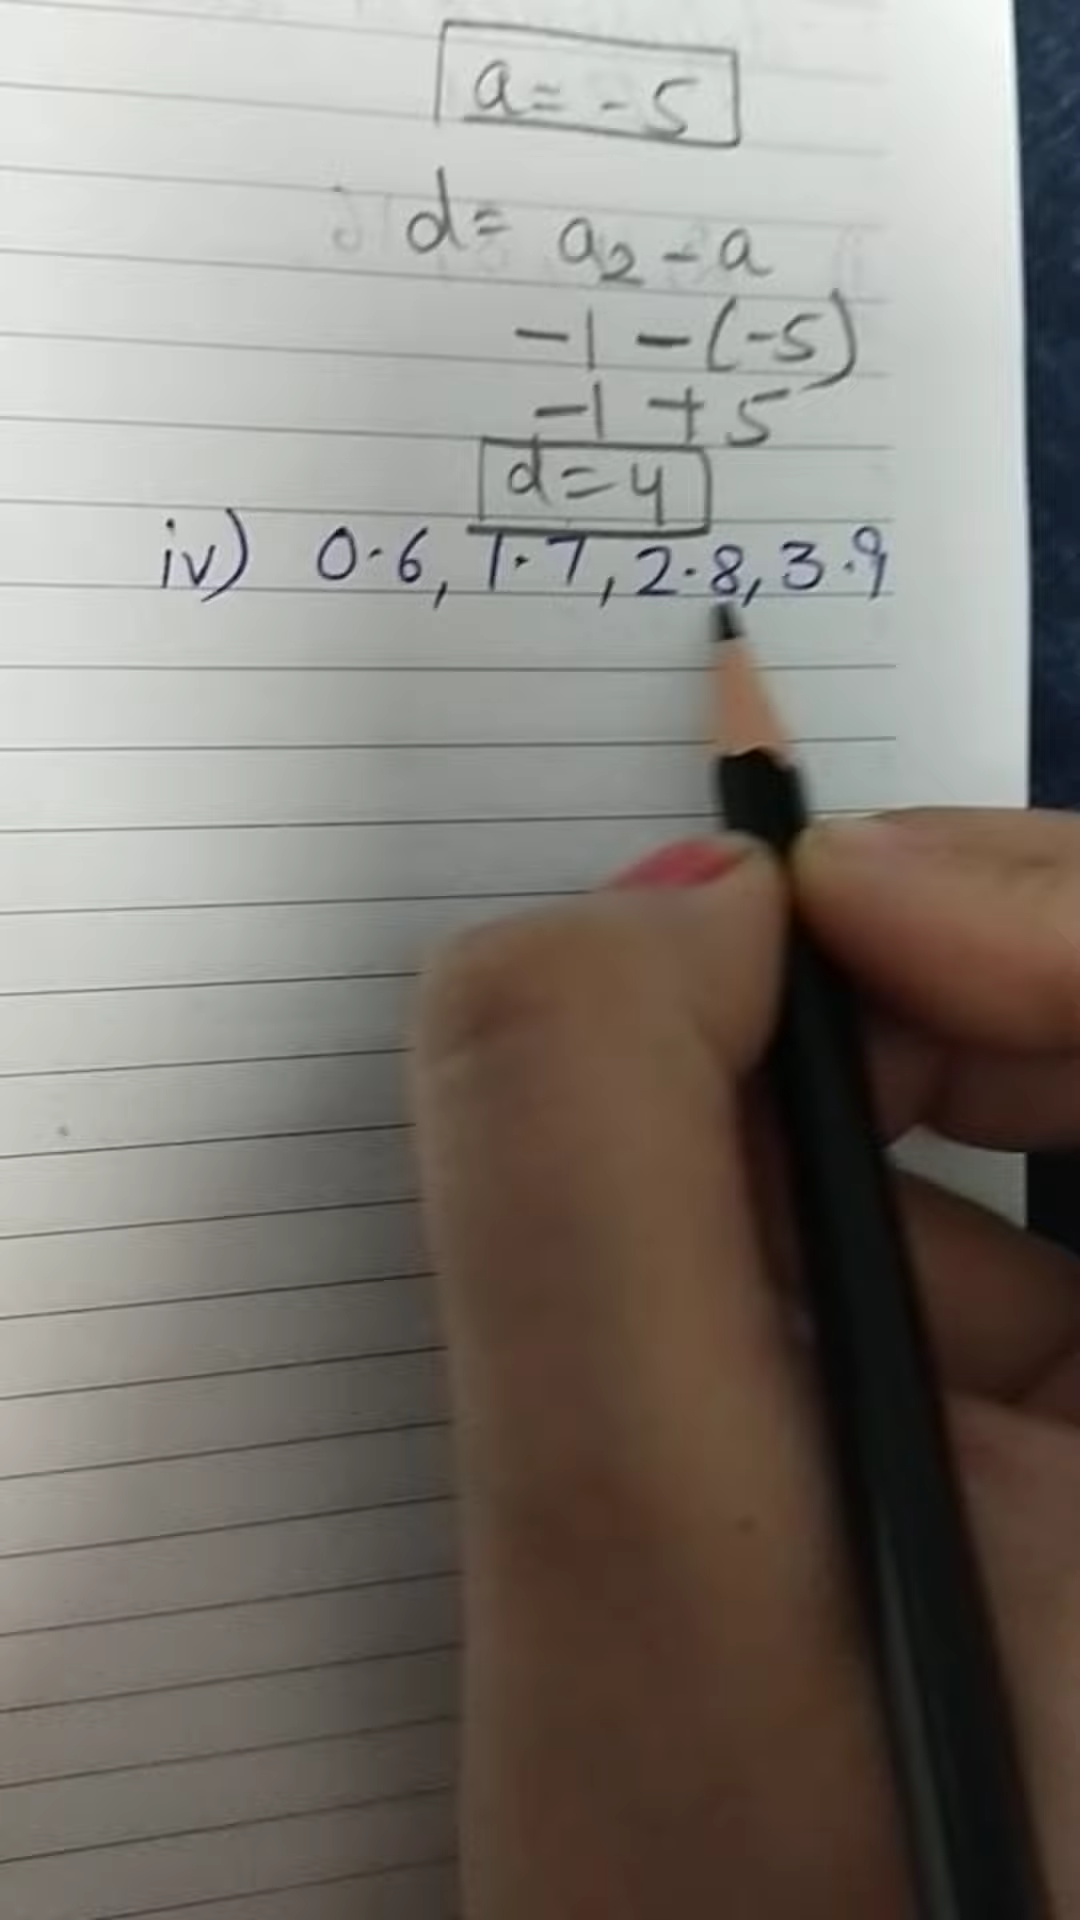 a = -5
d = a₂ - a
-1 - (-5)
-1 + 5
d = 4
iv) 0·6, 1·7, 2·8, 3·9